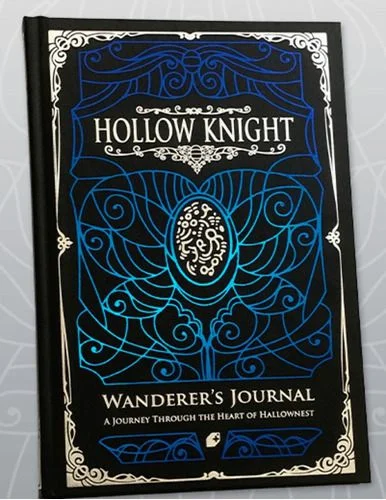 HOLLOW KNIGHT
WANDERER'S JOURNAL
A JOURNEY THROUGH THE HEART OF HALLOWNEST